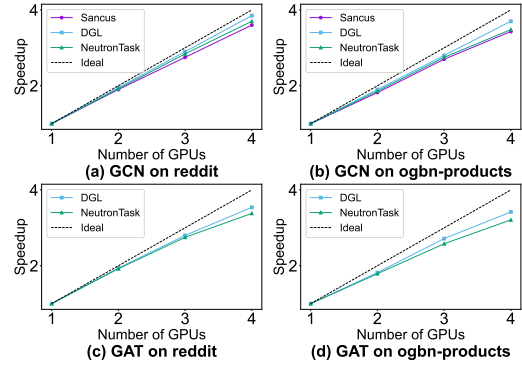 4
2
Speedup
Sancus
DGL
NeutronTask
Ideal
1 2 3 4
Number of GPUs
(a) GCN on reddit
4
2
Speedup
Sancus
DGL
NeutronTask
Ideal
1 2 3 4
Number of GPUs
(b) GCN on ogbn-products
4
2
Speedup
DGL
NeutronTask
Ideal
1 2 3 4
Number of GPUs
(c) GAT on reddit
4
2
Speedup
DGL
NeutronTask
Ideal
1 2 3 4
Number of GPUs
(d) GAT on ogbn-products